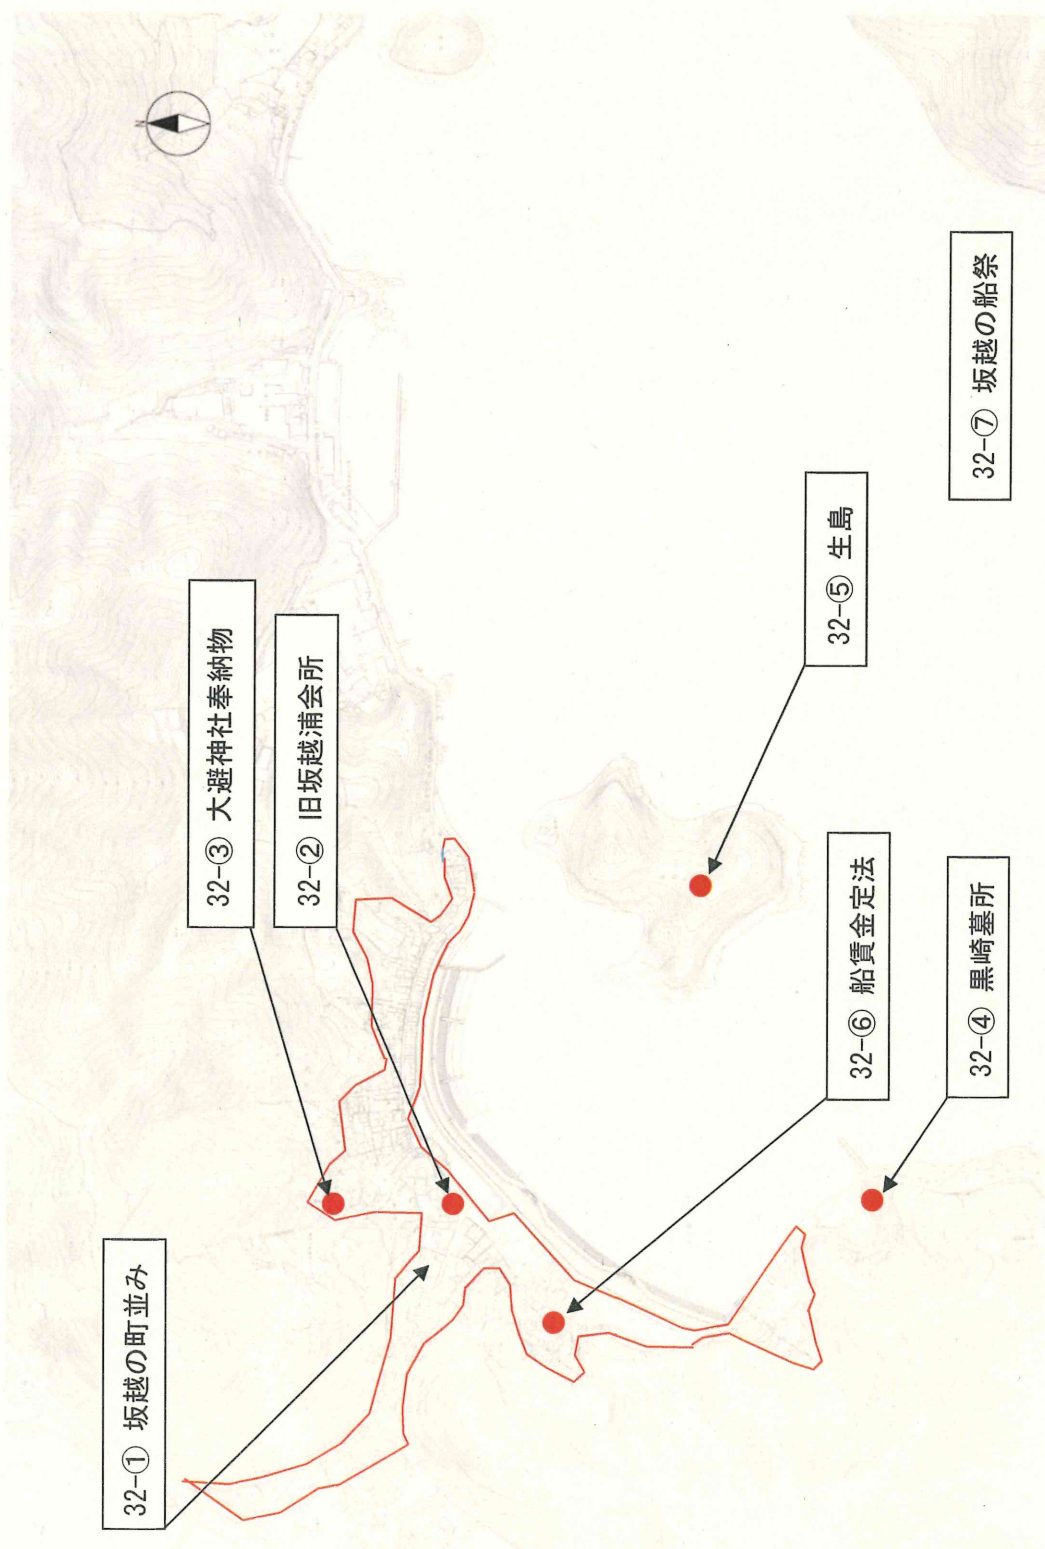 N
32-① 坂越の町並み
32-③ 大避神社奉納物
32-② 旧坂越浦会所
32-⑤ 生島
32-⑥ 船賃金定法
32-④ 黒崎墓所
32-⑦ 坂越の船祭